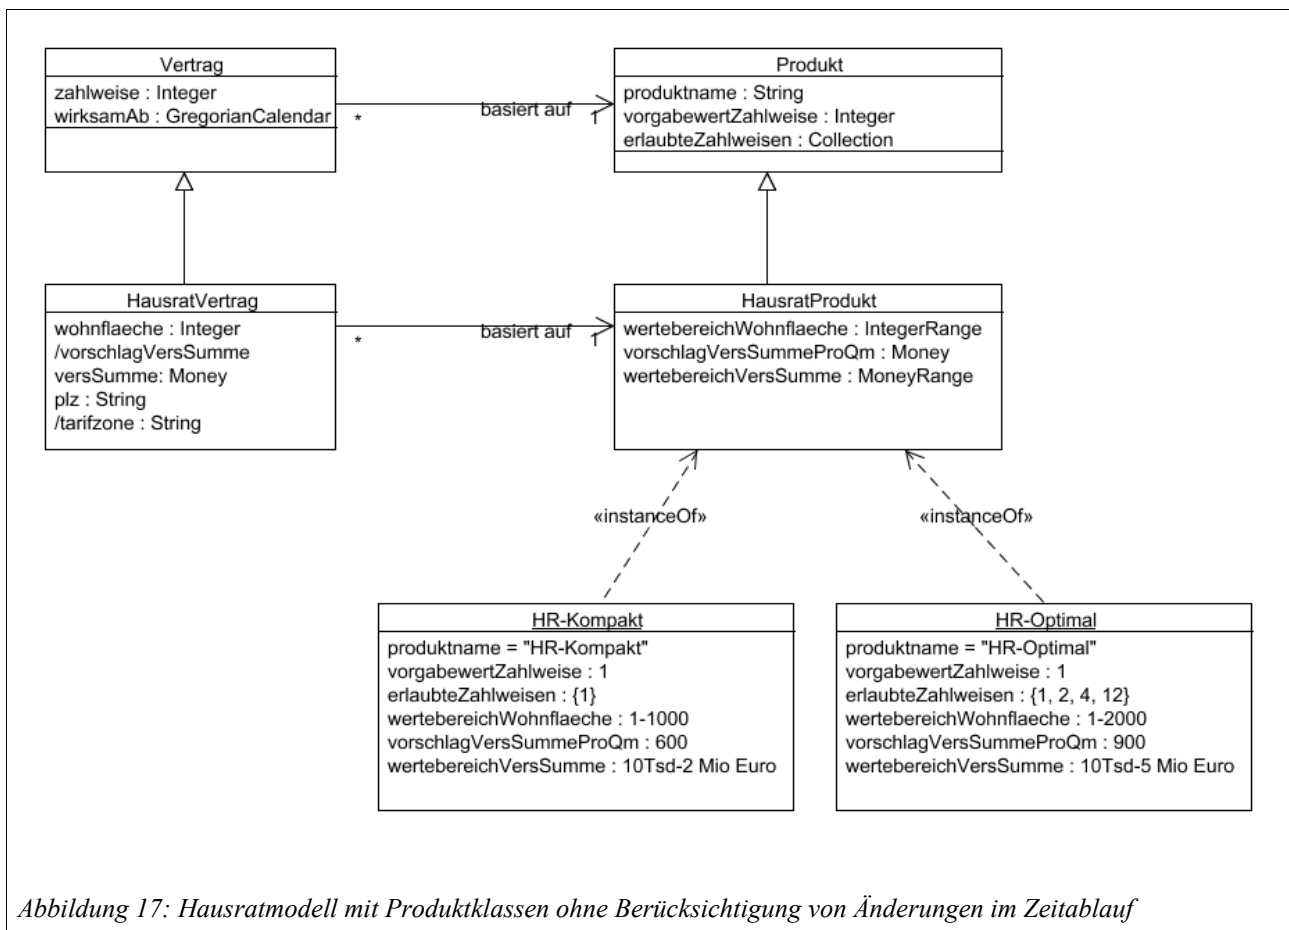 Vertrag
zahlweise : Integer
wirksamAb : GregorianCalendar
* basiert auf 1
Produkt
produktname : String
vorgabewertZahlweise : Integer
erlaubteZahlweisen : Collection
HausratVertrag
wohnflaeche : Integer
/vorschlagVersSumme
versSumme: Money
plz : String
/tarifzone : String
* basiert auf 1
HausratProdukt
wertebereichWohnflaeche : IntegerRange
vorschlagVersSummeProQm : Money
wertebereichVersSumme : MoneyRange
«instanceOf»
«instanceOf»
HR-Kompakt
produktname = "HR-Kompakt"
vorgabewertZahlweise : 1
erlaubteZahlweisen : {1}
wertebereichWohnflaeche : 1-1000
vorschlagVersSummeProQm : 600
wertebereichVersSumme : 10Tsd-2 Mio Euro
HR-Optimal
produktname = "HR-Optimal"
vorgabewertZahlweise : 1
erlaubteZahlweisen : {1, 2, 4, 12}
wertebereichWohnflaeche : 1-2000
vorschlagVersSummeProQm : 900
wertebereichVersSumme : 10Tsd-5 Mio Euro
Abbildung 17: Hausratmodell mit Produktklassen ohne Berücksichtigung von Änderungen im Zeitablauf